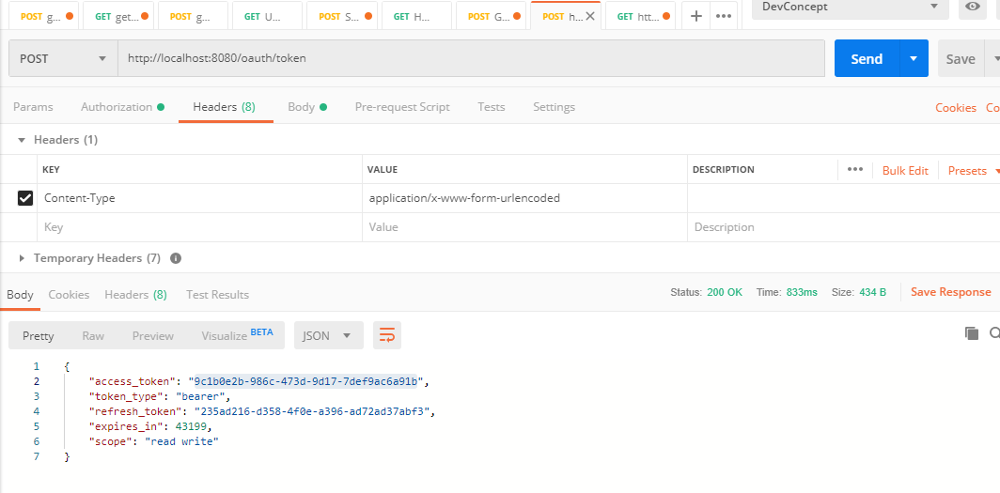 POST g... GET get... POST g... GET U... POST S... GET H... POST G... POST h... GET htt... + ••• DevConcept
POST http://localhost:8080/oauth/token Send Save
Params Authorization Headers (8) Body Pre-request Script Tests Settings Cookies Co
Headers (1)
KEY VALUE DESCRIPTION ••• Bulk Edit Presets
Content-Type application/x-www-form-urlencoded
Key Value Description
Temporary Headers (7) i
Body Cookies Headers (8) Test Results Status: 200 OK Time: 833ms Size: 434 B Save Response
Pretty Raw Preview Visualize BETA JSON
1 {
2 "access_token": "9c1b0e2b-986c-473d-9d17-7def9ac6a91b",
3 "token_type": "bearer",
4 "refresh_token": "235ad216-d358-4f0e-a396-ad72ad37abf3",
5 "expires_in": 43199,
6 "scope": "read write"
7 }